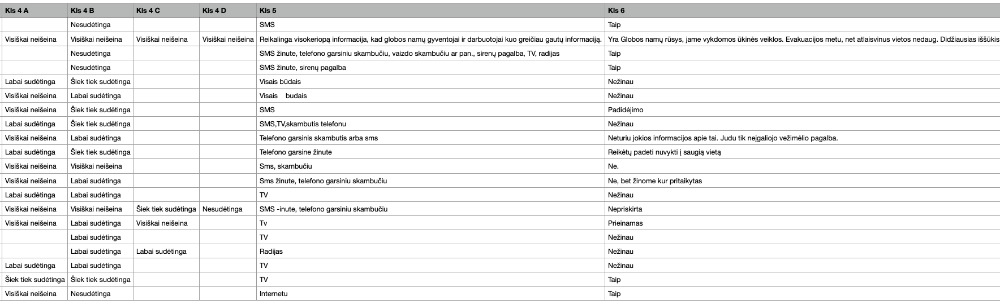 Kls 4 A Kls 4 B Kls 4 C Kls 4 D Kls 5 Kls 6
Nesudėtinga SMS Taip
Visiškai neišeina Visiškai neišeina Visiškai neišeina Visiškai neišeina Reikalinga visokeriopą informacija, kad globos namų gyventojai ir darbuotojai kuo greičiau gautų informaciją. Yra Globos namų rūsys, jame vykdomos ūkinės veiklos. Evakuacijos metu, net atlaisvinus vietos nedaug. Didžiausias iššūkis
Nesudėtinga SMS žinute, telefono garsiniu skambučiu, vaizdo skambučiu ar pan., sirenų pagalba, TV, radijas Taip
Nesudėtinga SMS žinute, sirenų pagalba Taip
Labai sudėtinga Šiek tiek sudėtinga Visais būdais Nežinau
Visiškai neišeina Labai sudėtinga Visais budais Nežinau
Visiškai neišeina Šiek tiek sudėtinga SMS Padidėjimo
Labai sudėtinga Šiek tiek sudėtinga SMS,TV,skambutis telefonu Nežinau
Visiškai neišeina Labai sudėtinga Telefono garsinis skambutis arba sms Neturiu jokios informacijos apie tai. Judu tik neįgaliojo vežimėlio pagalba.
Labai sudėtinga Šiek tiek sudėtinga Telefono garsine žinute Reikėtų padeti nuvykti į saugią vietą
Visiškai neišeina Visiškai neišeina Sms, skambučiu Ne.
Visiškai neišeina Labai sudėtinga Sms žinute, telefono garsiniu skambučiu Ne, bet žinome kur pritaikytas
Labai sudėtinga Labai sudėtinga TV Nežinau
Visiškai neišeina Visiškai neišeina Šiek tiek sudėtinga Nesudėtinga SMS -inute, telefono garsiniu skambučiu Nepriskirta
Visiškai neišeina Labai sudėtinga Visiškai neišeina Tv Prieinamas
Labai sudėtinga TV Nežinau
Labai sudėtinga Labai sudėtinga Radijas Nežinau
Labai sudėtinga Labai sudėtinga TV Nežinau
Šiek tiek sudėtinga Šiek tiek sudėtinga TV Taip
Visiškai neišeina Nesudėtinga Internetu Taip